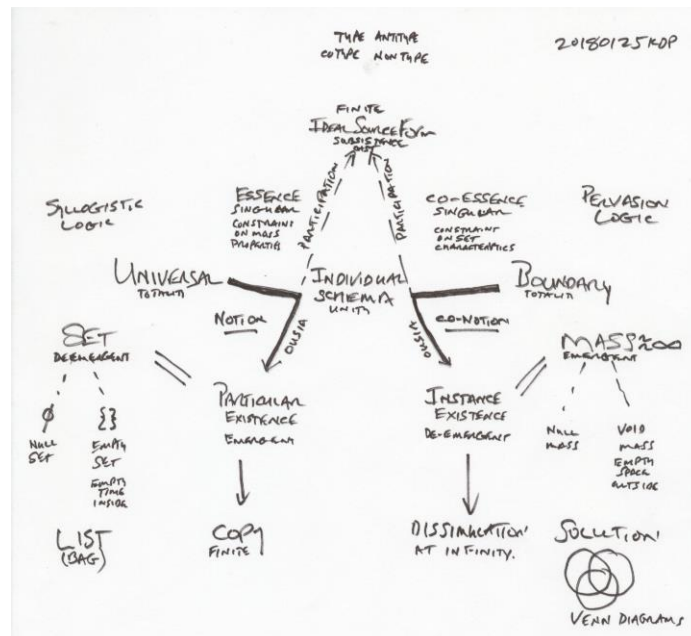 TYPE ANTITYPE
COTYPE NONTYPE
20180125KDP
FINITE
IDEAL SOURCE FORM
SUBSISTENCE
SYLLOGISTIC
LOGIC
ESSENCE
SINGULAR
CONSTRAINT
ON MASS
PROPERTIES
PARTICIPATION
PARTICIPATION
CO-ESSENCE
SINGULAR
CONSTRAINT
ON SET
CHARACTERISTICS
PERVASION
LOGIC
UNIVERSAL
TOTALITY
INDIVIDUAL
SCHEMA
UNITY
BOUNDARY
TOTALITY
NOTION
OUSIA
OUSIA
CO-NOTION
SET
DE-EMERGENT
MASS≈∞
EMERGENT
PARTICULAR
EXISTENCE
EMERGENT
INSTANCE
EXISTENCE
DE-EMERGENT
Ø
NULL
SET
{}
EMPTY
SET
EMPTY
TIME
INSIDE
NULL
MASS
VOID
MASS
EMPTY
SPACE
OUTSIDE
LIST
(BAG)
COPY
FINITE
DISSIMULATION
AT INFINITY.
SOLUTION
VENN DIAGRAMS